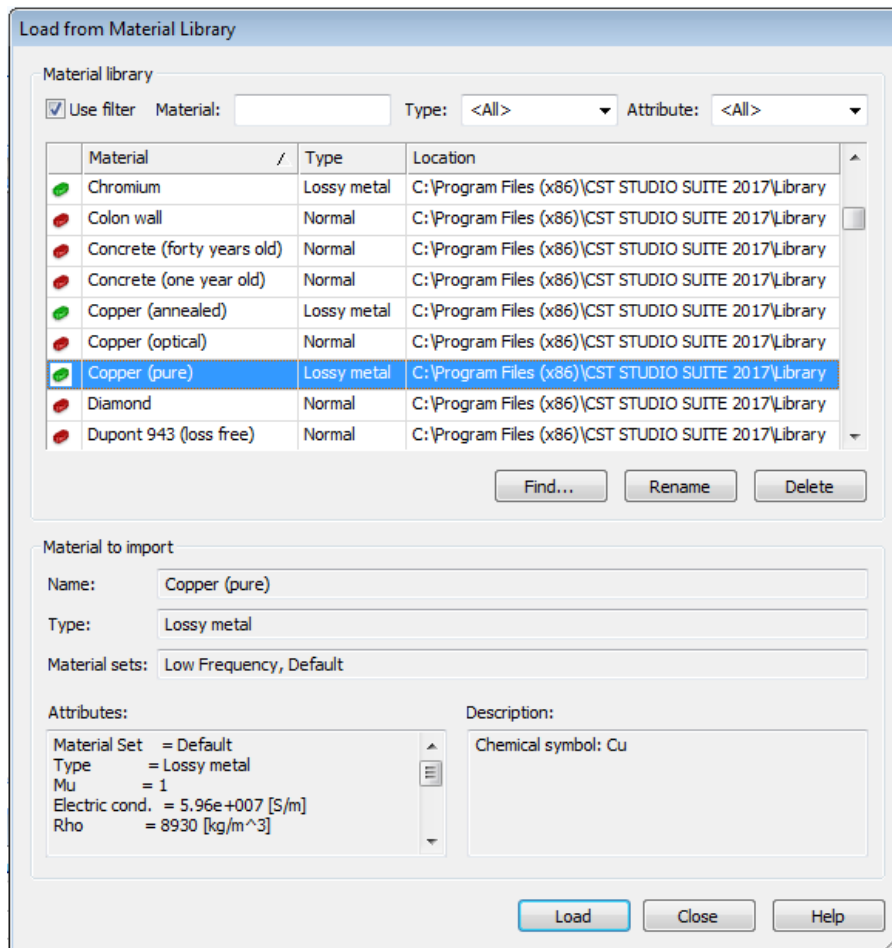 Load from Material Library
Material library
Use filter Material: Type: <All> Attribute: <All>
Material / Type Location
Chromium Lossy metal C:\Program Files (x86)\CST STUDIO SUITE 2017\Library
Colon wall Normal C:\Program Files (x86)\CST STUDIO SUITE 2017\Library
Concrete (forty years old) Normal C:\Program Files (x86)\CST STUDIO SUITE 2017\Library
Concrete (one year old) Normal C:\Program Files (x86)\CST STUDIO SUITE 2017\Library
Copper (annealed) Lossy metal C:\Program Files (x86)\CST STUDIO SUITE 2017\Library
Copper (optical) Normal C:\Program Files (x86)\CST STUDIO SUITE 2017\Library
Copper (pure) Lossy metal C:\Program Files (x86)\CST STUDIO SUITE 2017\Library
Diamond Normal C:\Program Files (x86)\CST STUDIO SUITE 2017\Library
Dupont 943 (loss free) Normal C:\Program Files (x86)\CST STUDIO SUITE 2017\Library
Find... Rename Delete
Material to import
Name: Copper (pure)
Type: Lossy metal
Material sets: Low Frequency, Default
Attributes: Description:
Material Set = Default Chemical symbol: Cu
Type = Lossy metal
Mu = 1
Electric cond. = 5.96e+007 [S/m]
Rho = 8930 [kg/m^3]
Load Close Help